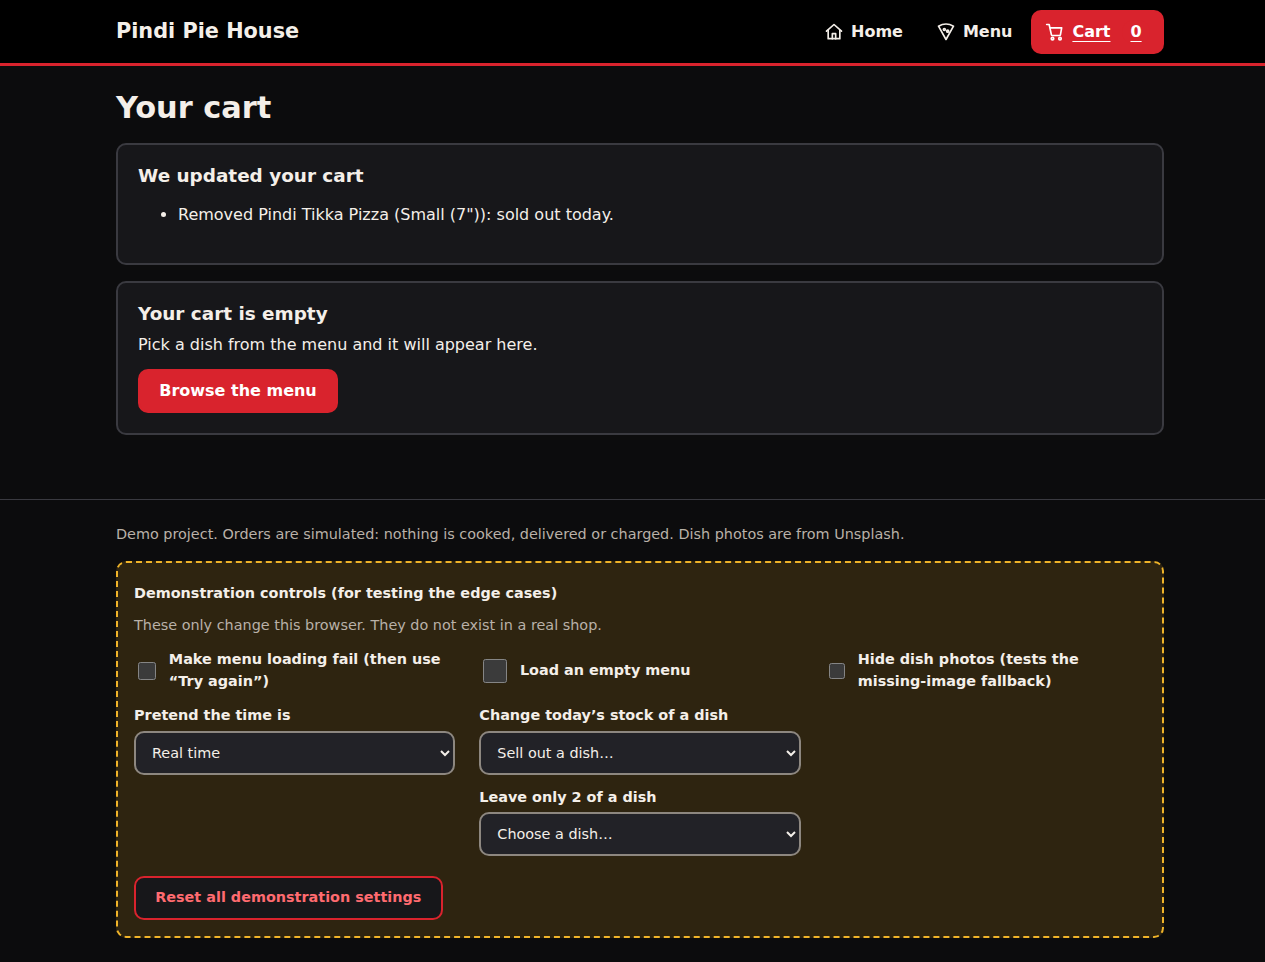 Pindi Pie House
Home
Menu
Cart 0
Your cart
We updated your cart
Removed Pindi Tikka Pizza (Small (7")): sold out today.
Your cart is empty
Pick a dish from the menu and it will appear here.
Browse the menu
Demo project. Orders are simulated: nothing is cooked, delivered or charged. Dish photos are from Unsplash.
Demonstration controls (for testing the edge cases)
These only change this browser. They do not exist in a real shop.
Make menu loading fail (then use
“Try again”)
Load an empty menu
Hide dish photos (tests the
missing-image fallback)
Pretend the time is
Real time
Change today’s stock of a dish
Sell out a dish…
Leave only 2 of a dish
Choose a dish…
Reset all demonstration settings